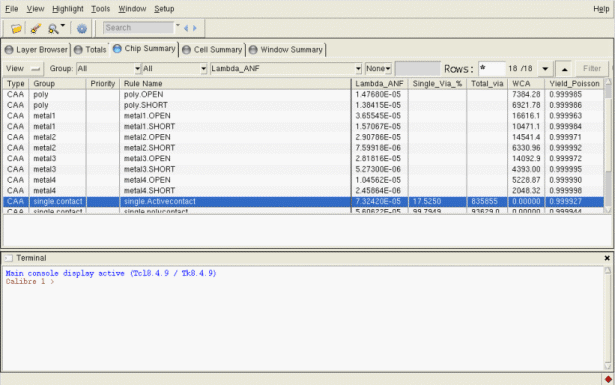 File View Highlight Tools Window Setup Help
Search
Layer Browser Totals Chip Summary Cell Summary Window Summary
View Group: All All Lambda_ANF None Rows: * 18 /18 Filter
Type Group Priority Rule Name Lambda_ANF Single_Via_% Total_via WCA Yield_Poisson
CAA poly poly.OPEN 1.47680E-05 7384.28 0.999985
CAA poly poly.SHORT 1.38415E-05 6921.78 0.999986
CAA metal1 metal1.OPEN 3.65545E-05 16616.1 0.999963
CAA metal1 metal1.SHORT 1.57067E-05 10471.1 0.999984
CAA metal2 metal2.OPEN 2.90786E-05 14541.4 0.999971
CAA metal2 metal2.SHORT 7.59918E-06 6330.96 0.999992
CAA metal3 metal3.OPEN 2.81816E-05 14092.9 0.999972
CAA metal3 metal3.SHORT 5.27300E-06 4393.00 0.999995
CAA metal4 metal4.OPEN 1.04562E-05 5228.87 0.999990
CAA metal4 metal4.SHORT 2.45864E-06 2048.32 0.999998
CAA single.contact single.Activecontact 7.32420E-05 17.5250 835855 0.00000 0.999927
CAA single.contact single.polycontact 5.60622E-05 99.7949 93629.0 0.00000 0.999944
Terminal
Main console display active (Tcl8.4.9 / Tk8.4.9)
Calibre 1 >